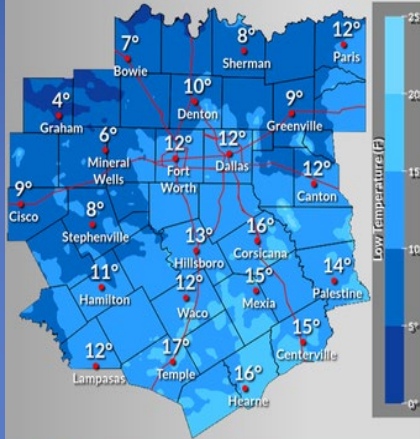 7°
Bowie
8°
Sherman
12°
Paris
4°
Graham
10°
Denton
9°
Greenville
6°
Mineral
Wells
12°
Fort
Worth
12°
Dallas
12°
Canton
9°
Cisco
8°
Stephenville
13°
Hillsboro
16°
Corsicana
11°
Hamilton
12°
Waco
15°
Mexia
14°
Palestine
12°
Lampasas
17°
Temple
15°
Centerville
16°
Hearne
25°
20°
15°
10°
5°
0°
Low Temperature (F)